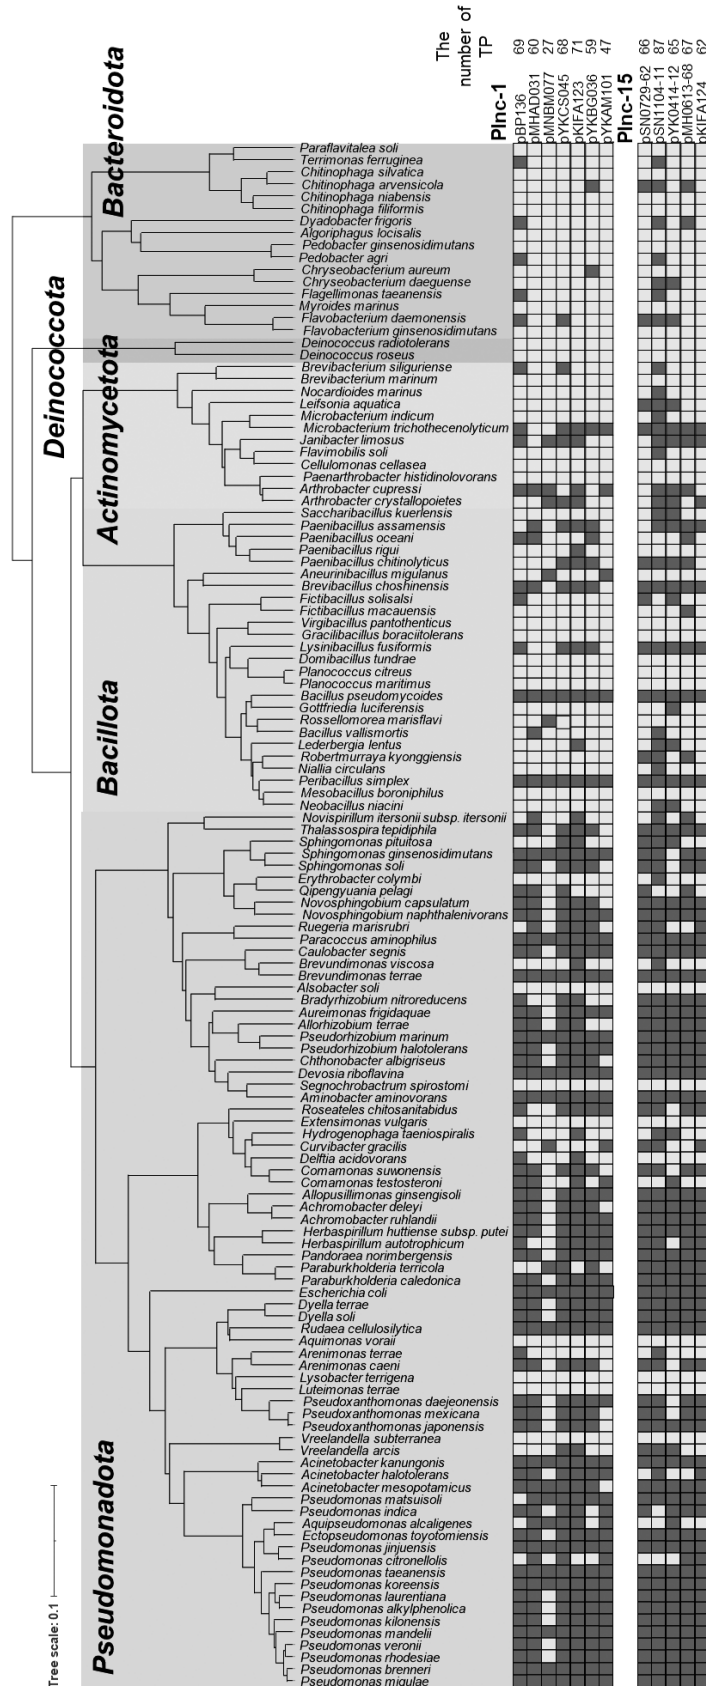 The
number of
TP
69
60
27
68
71
59
47
66
87
65
67
62
PInc-1
pBP136
pMHAD031
pMNBM077
pYKCS045
pKIFA123
pYKBG036
pYKAM101
PInc-15
pSN0729-62
pSN1104-11
pYK0414-12
pMH0613-68
pKIFA124
Bacteroidota
Deinococcota
Actinomycetota
Bacillota
Pseudomonadota
Tree scale: 0.1
Paraflavitalea soli
Terrimonas ferruginea
Chitinophaga silvatica
Chitinophaga arvensicola
Chitinophaga niabensis
Chitinophaga filiformis
Dyadobacter frigoris
Algoriphagus locisalis
Pedobacter ginsenosidimutans
Pedobacter agri
Chryseobacterium aureum
Chryseobacterium daeguense
Flagellimonas taeanensis
Myroides marinus
Flavobacterium daemonensis
Flavobacterium ginsenosidimutans
Deinococcus radiotolerans
Deinococcus roseus
Brevibacterium siliguriense
Brevibacterium marinum
Nocardioides marinus
Leifsonia aquatica
Microbacterium indicum
Microbacterium trichothecenolyticum
Janibacter limosus
Flavimobilis soli
Cellulomonas cellasea
Paenarthrobacter histidinolovorans
Arthrobacter cupressi
Arthrobacter crystallopoietes
Saccharibacillus kuerlensis
Paenibacillus assamensis
Paenibacillus oceani
Paenibacillus rigui
Paenibacillus chitinolyticus
Aneurinibacillus migulanus
Brevibacillus choshinensis
Fictibacillus solisalsi
Fictibacillus macauensis
Virgibacillus pantothenticus
Gracilibacillus boraciitolerans
Lysinibacillus fusiformis
Domibacillus tundrae
Planococcus citreus
Planococcus maritimus
Bacillus pseudomycoides
Gottfriedia luciferensis
Rossellomorea marisflavi
Bacillus vallismortis
Lederbergia lentus
Robertmurraya kyonggiensis
Niallia circulans
Peribacillus simplex
Mesobacillus boroniphilus
Neobacillus niacini
Novispirillum itersonii subsp. itersonii
Thalassospira tepidiphila
Sphingomonas pituitosa
Sphingomonas ginsenosidimutans
Sphingomonas soli
Erythrobacter colymbi
Qipengyuania pelagi
Novosphingobium capsulatum
Novosphingobium naphthalenivorans
Ruegeria marisrubri
Paracoccus aminophilus
Caulobacter segnis
Brevundimonas viscosa
Brevundimonas terrae
Alsobacter soli
Bradyrhizobium nitroreducens
Aureimonas frigidaquae
Allorhizobium terrae
Pseudorhizobium marinum
Pseudorhizobium halotolerans
Chthonobacter albigriseus
Devosia riboflavina
Segnochrobactrum spirostomi
Aminobacter aminovorans
Roseateles chitosanitabidus
Extensimonas vulgaris
Hydrogenophaga taeniospiralis
Curvibacter gracilis
Delftia acidovorans
Comamonas suwonensis
Comamonas testosteroni
Allopusillimonas ginsengisoli
Achromobacter deleyi
Achromobacter ruhlandii
Herbaspirillum huttiense subsp. putei
Herbaspirillum autotrophicum
Pandoraea norimbergensis
Paraburkholderia terricola
Paraburkholderia caledonica
Escherichia coli
Dyella terrae
Dyella soli
Rudaea cellulosilytica
Aquimonas voraii
Arenimonas terrae
Arenimonas caeni
Lysobacter terrigena
Luteimonas terrae
Pseudoxanthomonas daejeonensis
Pseudoxanthomonas mexicana
Pseudoxanthomonas japonensis
Vreelandella subterranea
Vreelandella arcis
Acinetobacter kanungonis
Acinetobacter halotolerans
Acinetobacter mesopotamicus
Pseudomonas matsuisoli
Pseudomonas indica
Aquipseudomonas alcaligenes
Ectopseudomonas toyotomiensis
Pseudomonas jinjuensis
Pseudomonas citronellolis
Pseudomonas taeanensis
Pseudomonas koreensis
Pseudomonas laurentiana
Pseudomonas alkylphenolica
Pseudomonas kilonensis
Pseudomonas mandelii
Pseudomonas veronii
Pseudomonas rhodesiae
Pseudomonas brenneri
Pseudomonas migulae